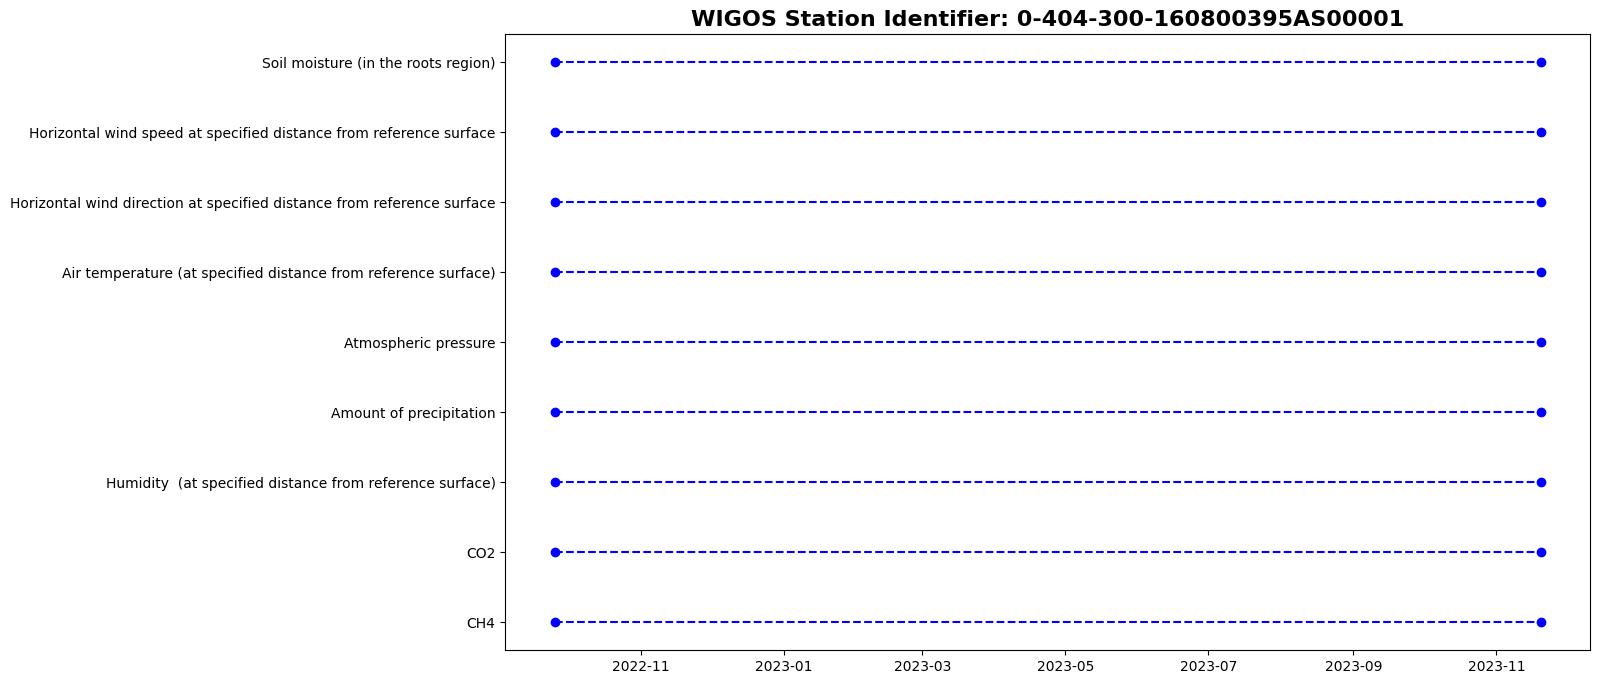 WIGOS Station Identifier: 0-404-300-160800395AS00001
Soil moisture (in the roots region)
Horizontal wind speed at specified distance from reference surface
Horizontal wind direction at specified distance from reference surface
Air temperature (at specified distance from reference surface)
Atmospheric pressure
Amount of precipitation
Humidity  (at specified distance from reference surface)
CO2
CH4
2022-11 2023-01 2023-03 2023-05 2023-07 2023-09 2023-11